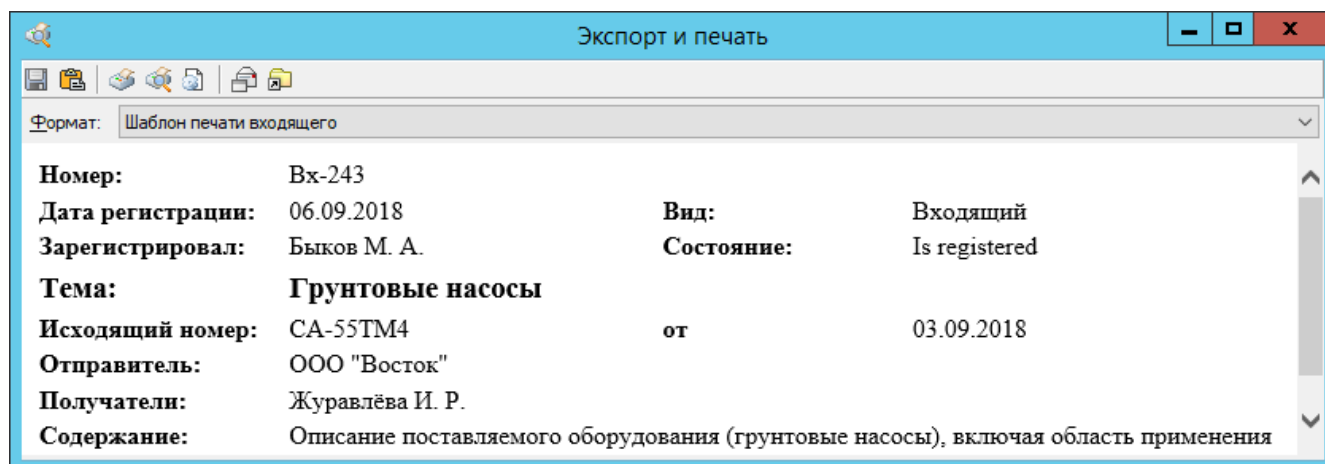 Экспорт и печать
Формат: Шаблон печати входящего
Номер: Вх-243
Дата регистрации: 06.09.2018 Вид: Входящий
Зарегистрировал: Быков М. А. Состояние: Is registered
Тема: Грунтовые насосы
Исходящий номер: СА-55ТМ4 от 03.09.2018
Отправитель: ООО "Восток"
Получатели: Журавлёва И. Р.
Содержание: Описание поставляемого оборудования (грунтовые насосы), включая область применения